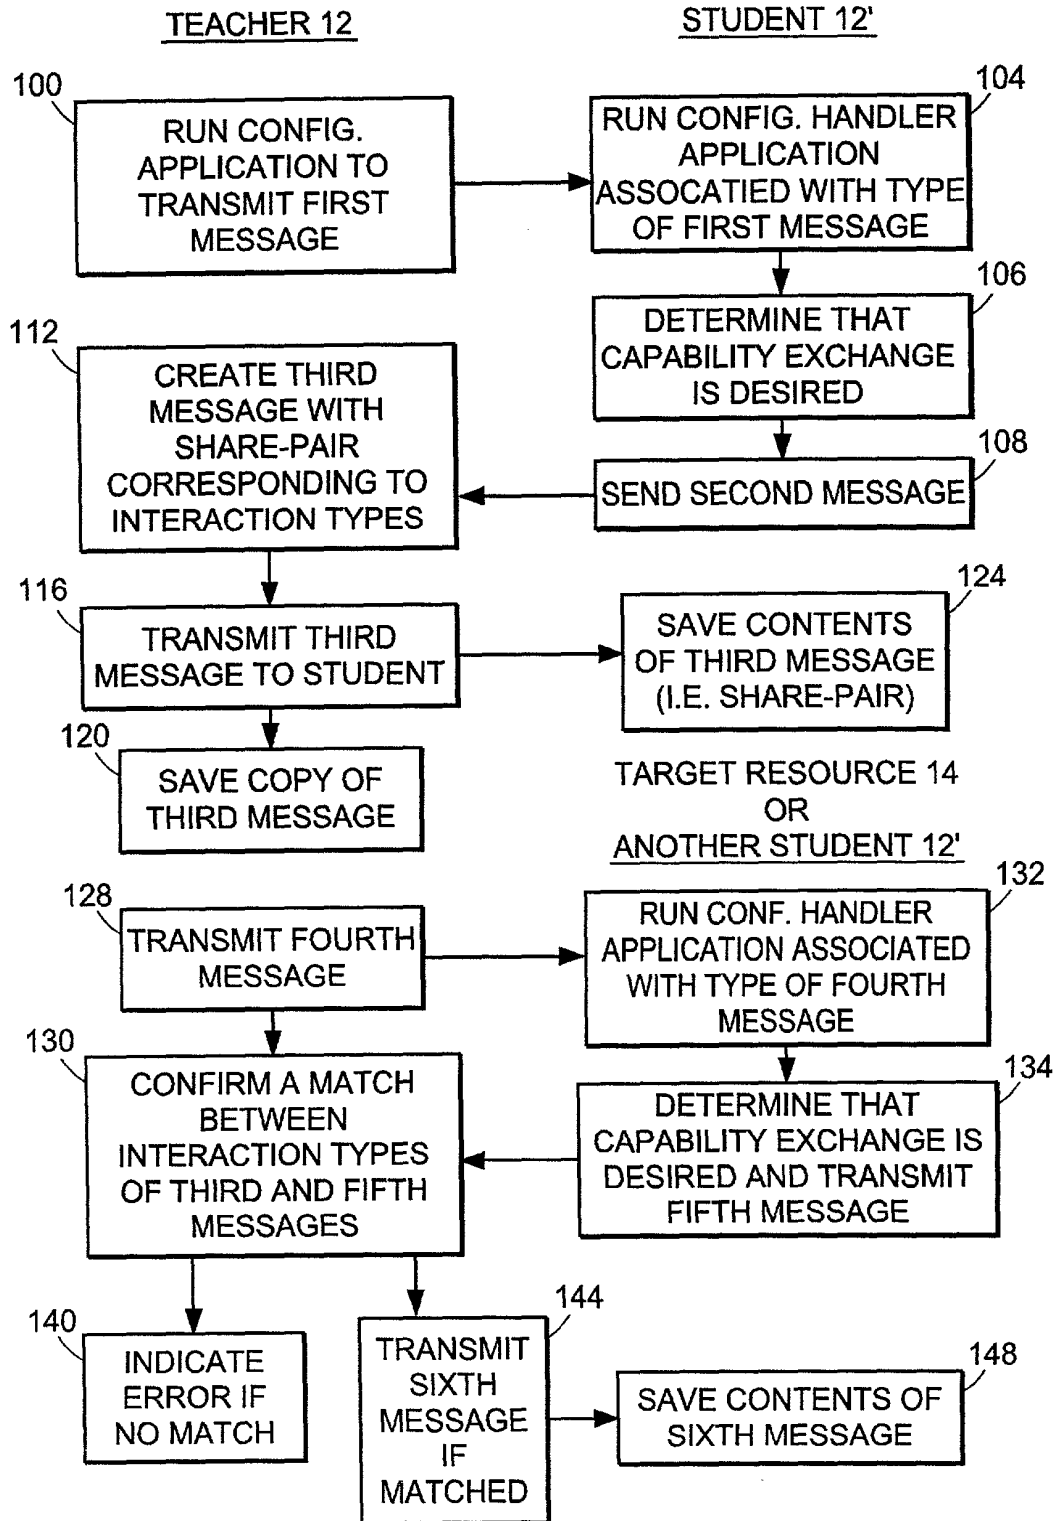 TEACHER 12
STUDENT 12'
100
RUN CONFIG.
APPLICATION TO
TRANSMIT FIRST
MESSAGE
104
RUN CONFIG. HANDLER
APPLICATION
ASSOCATIED WITH TYPE
OF FIRST MESSAGE
106
DETERMINE THAT
CAPABILITY EXCHANGE
IS DESIRED
108
SEND SECOND MESSAGE
112
CREATE THIRD
MESSAGE WITH
SHARE-PAIR
CORRESPONDING TO
INTERACTION TYPES
116
TRANSMIT THIRD
MESSAGE TO STUDENT
124
SAVE CONTENTS
OF THIRD MESSAGE
(I.E. SHARE-PAIR)
120
SAVE COPY OF
THIRD MESSAGE
TARGET RESOURCE 14
OR
ANOTHER STUDENT 12'
128
TRANSMIT FOURTH
MESSAGE
132
RUN CONF. HANDLER
APPLICATION ASSOCIATED
WITH TYPE OF FOURTH
MESSAGE
130
CONFIRM A MATCH
BETWEEN
INTERACTION TYPES
OF THIRD AND FIFTH
MESSAGES
134
DETERMINE THAT
CAPABILITY EXCHANGE IS
DESIRED AND TRANSMIT
FIFTH MESSAGE
140
INDICATE
ERROR IF
NO MATCH
144
TRANSMIT
SIXTH
MESSAGE
IF
MATCHED
148
SAVE CONTENTS OF
SIXTH MESSAGE